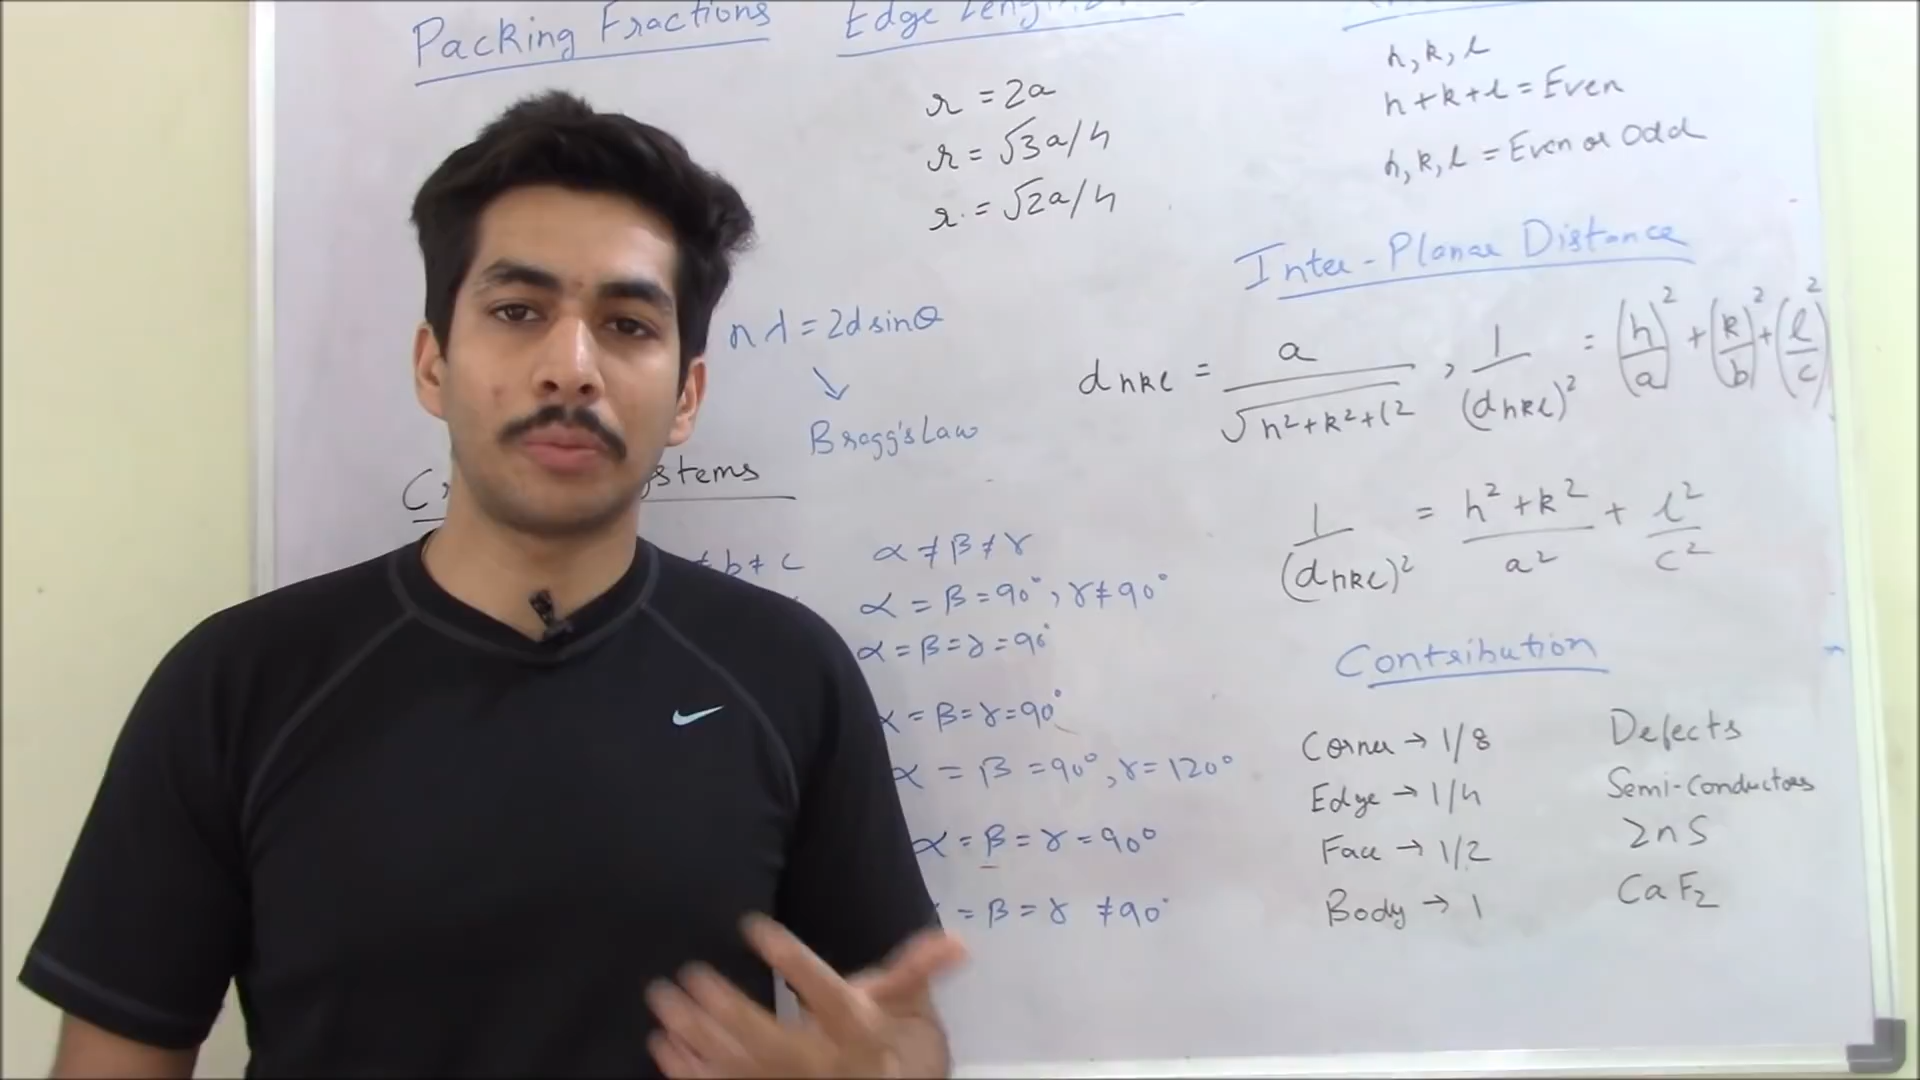 Packing Fractions
Edge Length
r = 2a
r = √3a/4
r = √2a/4
nλ = 2dsinθ
Bragg's Law
stems
≠ b ≠ c
α ≠ β ≠ γ
α = β = 90°, γ ≠ 90°
α = β = γ = 90°
α = β = γ = 90°
α = β = 90°, γ = 120°
α = β = γ = 90°
= β = γ ≠ 90°
h, k, l
h + k + l = Even
h, k, l = Even or Odd
Inter-Planar Distance
dhkl = a / √h²+k²+l² , 1/(dhkl)² = (h/a)² + (k/b)² + (l/c)²
1/(dhkl)² = h²+k²/a² + l²/c²
Contribution
Corner → 1/8
Edge → 1/4
Face → 1/2
Body → 1
Defects
Semi-conductors
ZnS
CaF2